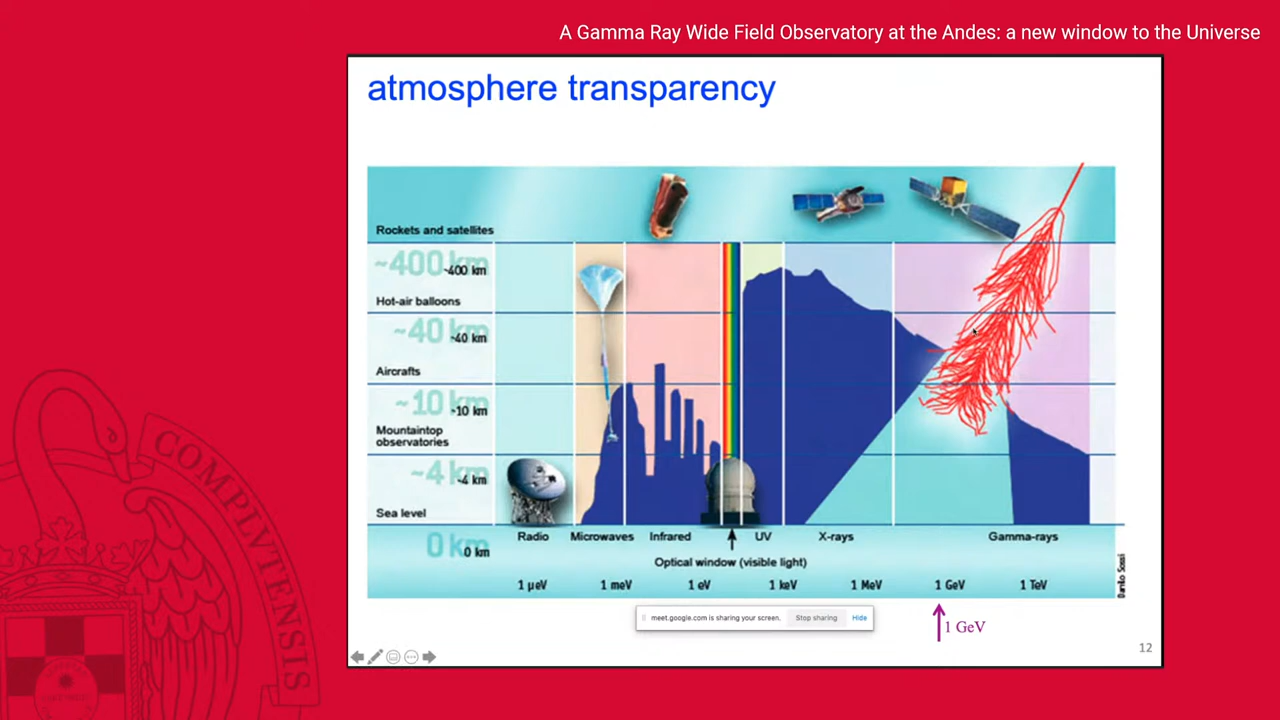 A Gamma Ray Wide Field Observatory at the Andes: a new window to the Universe
atmosphere transparency
Rockets and satellites
~400 km
~400 km
Hot-air balloons
~40 km
~40 km
Aircrafts
~10 km
~10 km
Mountaintop
observatories
~4 km
~4 km
Sea level
0 km
0 km
Radio
Microwaves
Infrared
UV
X-rays
Gamma-rays
Optical window (visible light)
1 µeV
1 meV
1 eV
1 keV
1 MeV
1 GeV
1 TeV
meet.google.com is sharing your screen.
Stop sharing
Hide
1 GeV
12
COMPLUTENSIS